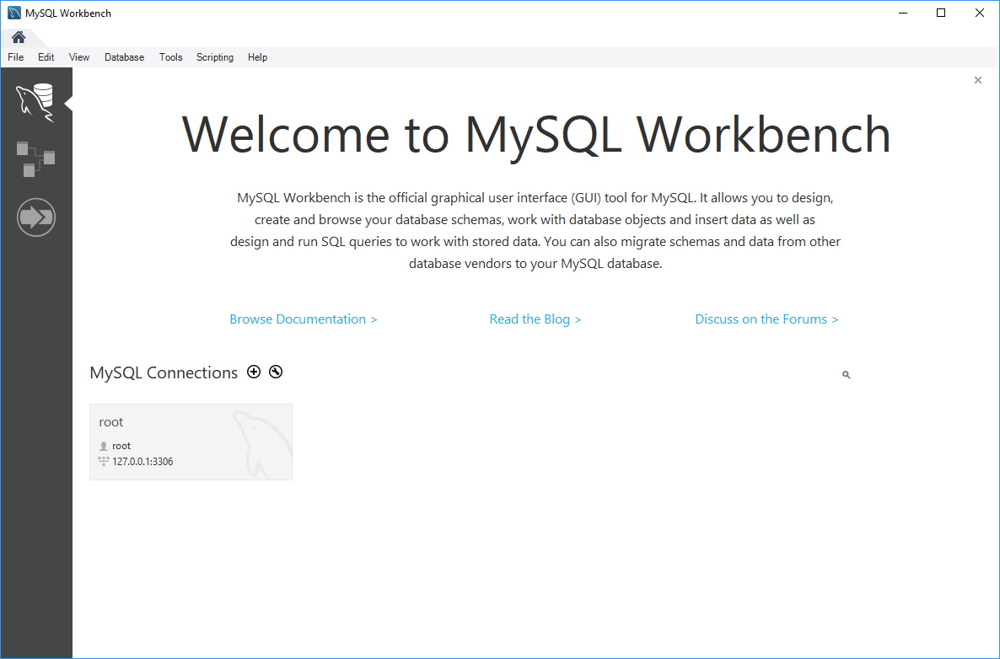 MySQL Workbench
File Edit View Database Tools Scripting Help
Welcome to MySQL Workbench
MySQL Workbench is the official graphical user interface (GUI) tool for MySQL. It allows you to design,
create and browse your database schemas, work with database objects and insert data as well as
design and run SQL queries to work with stored data. You can also migrate schemas and data from other
database vendors to your MySQL database.
Browse Documentation > Read the Blog > Discuss on the Forums >
MySQL Connections
root
root
127.0.0.1:3306